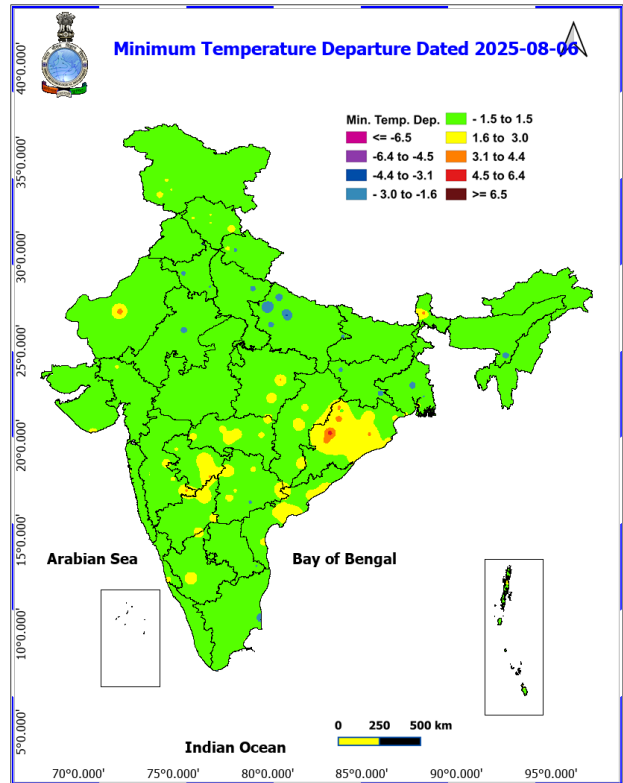 Minimum Temperature Departure Dated 2025-08-06
Min. Temp. Dep.
<= -6.5
-6.4 to -4.5
-4.4 to -3.1
- 3.0 to -1.6
- 1.5 to 1.5
1.6 to 3.0
3.1 to 4.4
4.5 to 6.4
>= 6.5
40°0.000'
35°0.000'
30°0.000'
25°0.000'
20°0.000'
15°0.000'
10°0.000'
5°0.000'
Arabian Sea
Bay of Bengal
Indian Ocean
0 250 500 km
70°0.000' 75°0.000' 80°0.000' 85°0.000' 90°0.000' 95°0.000'